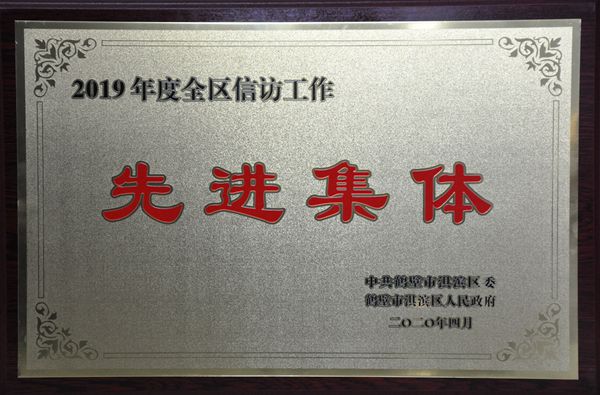 2019年度全区信访工作
先进集体
中共鹤壁市淇滨区委
鹤壁市淇滨区人民政府
二〇二〇年四月